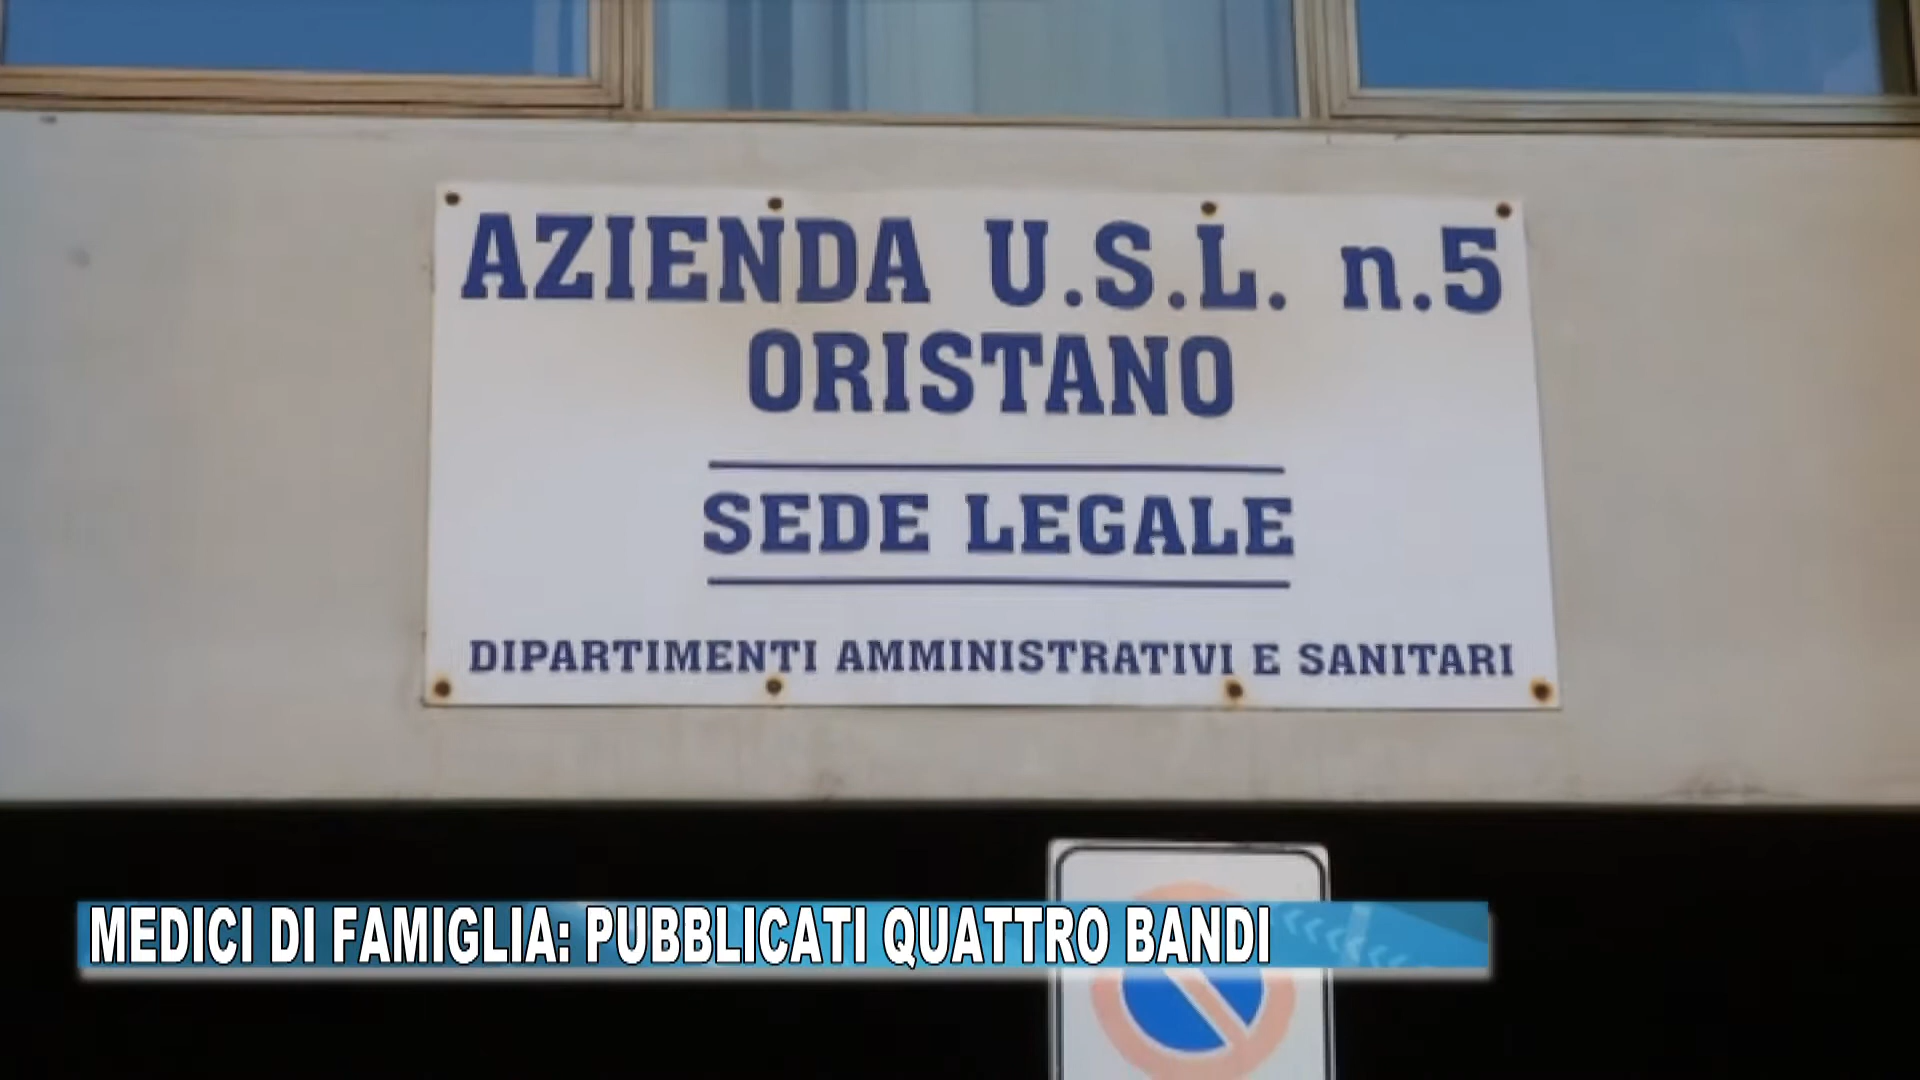 AZIENDA U.S.L. n.5
ORISTANO
SEDE LEGALE
DIPARTIMENTI AMMINISTRATIVI E SANITARI
MEDICI DI FAMIGLIA: PUBBLICATI QUATTRO BANDI